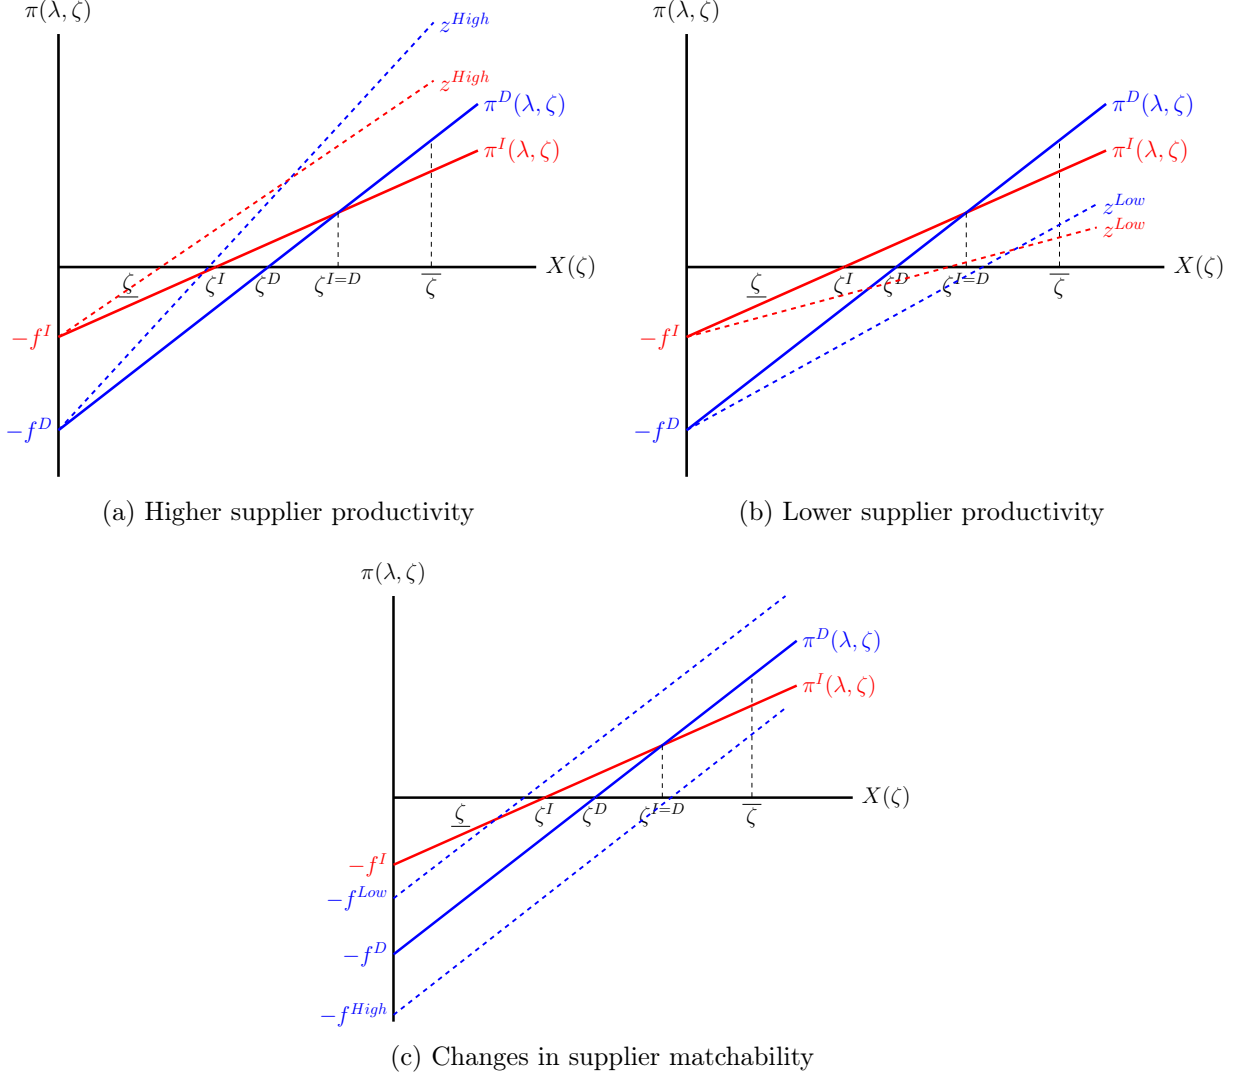 π(λ, ζ)
z^{High}
z^{High}
π^D(λ, ζ)
π^I(λ, ζ)
X(ζ)
ζ
ζ^I
ζ^D
ζ^{I=D}
ζ
−f^I
−f^D
(a) Higher supplier productivity
π(λ, ζ)
π^D(λ, ζ)
π^I(λ, ζ)
z^{Low}
z^{Low}
X(ζ)
ζ
ζ^I
ζ^D
ζ^{I=D}
ζ
−f^I
−f^D
(b) Lower supplier productivity
π(λ, ζ)
π^D(λ, ζ)
π^I(λ, ζ)
X(ζ)
ζ
ζ^I
ζ^D
ζ^{I=D}
ζ
−f^I
−f^{Low}
−f^D
−f^{High}
(c) Changes in supplier matchability